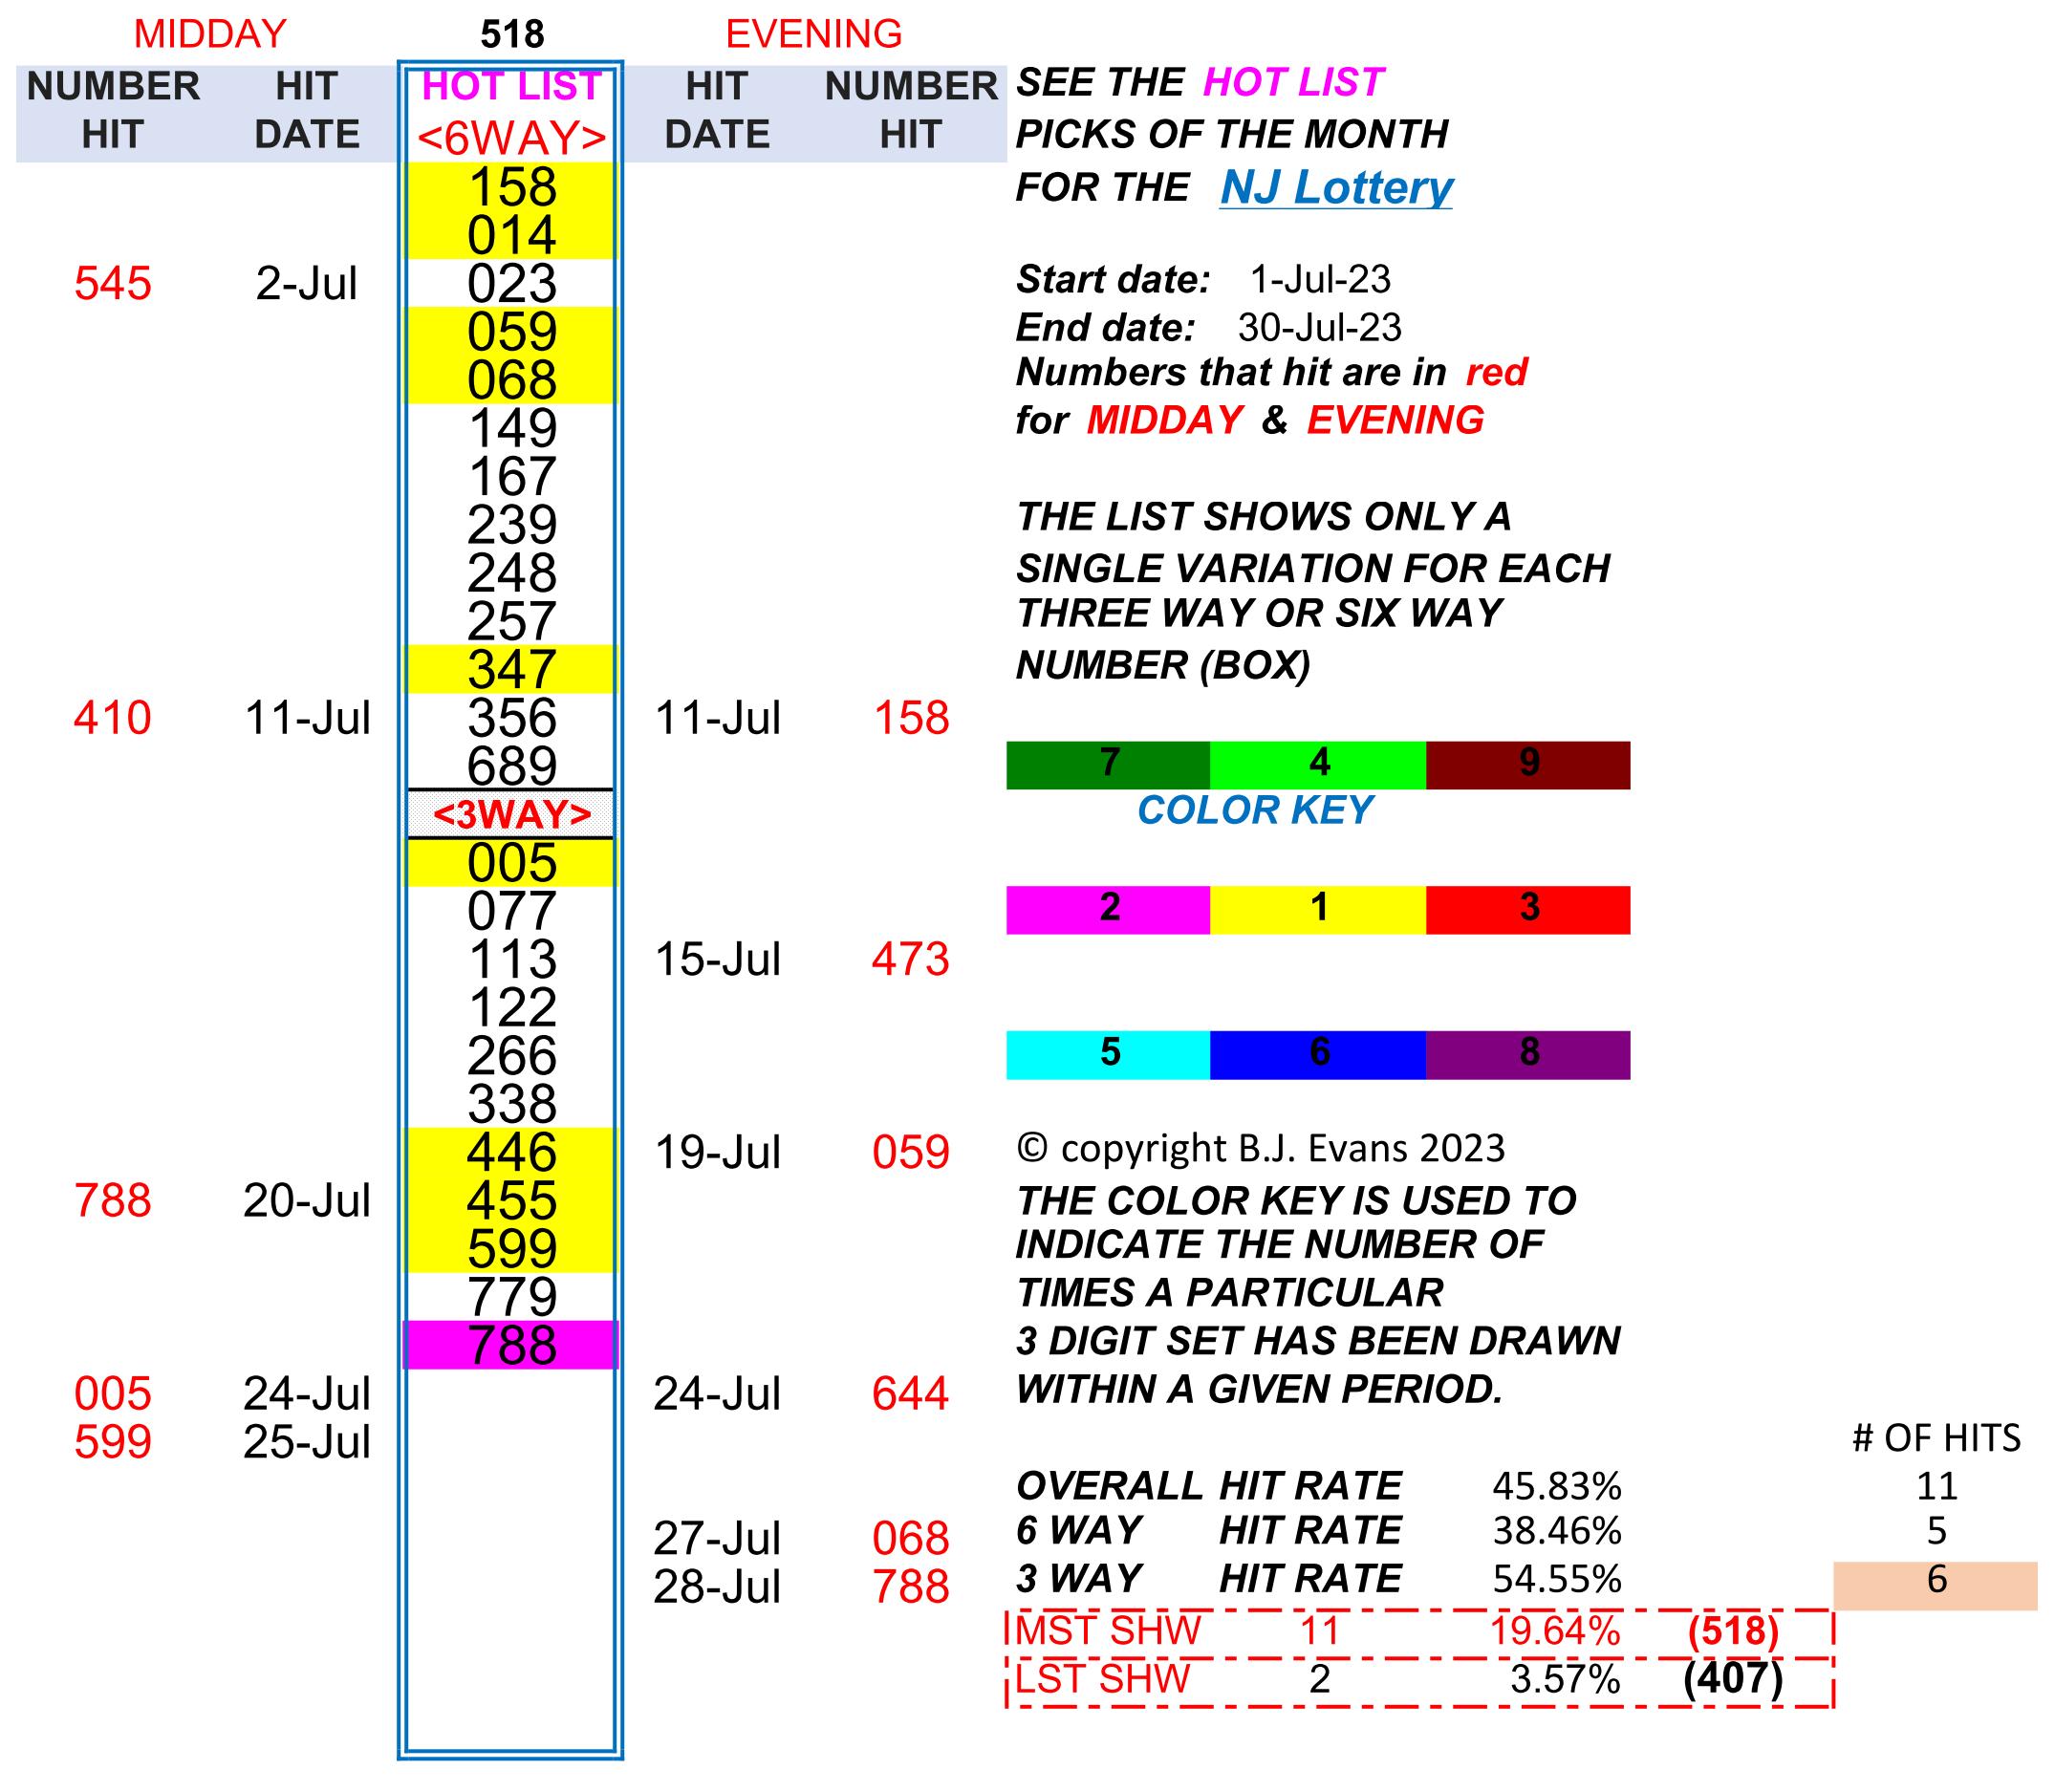 MIDDAY 518 EVENING
NUMBER HIT HOT LIST HIT NUMBER
HIT DATE <6WAY> DATE HIT
158
014
545 2-Jul 023
059
068
149
167
239
248
257
347
410 11-Jul 356 11-Jul 158
689
<3WAY>
005
077
113 15-Jul 473
122
266
338
446 19-Jul 059
788 20-Jul 455
599
779
788
005 24-Jul 24-Jul 644
599 25-Jul
27-Jul 068
28-Jul 788
SEE THE HOT LIST
PICKS OF THE MONTH
FOR THE NJ Lottery
Start date: 1-Jul-23
End date: 30-Jul-23
Numbers that hit are in red
for MIDDAY & EVENING
THE LIST SHOWS ONLY A
SINGLE VARIATION FOR EACH
THREE WAY OR SIX WAY
NUMBER (BOX)
7 4 9
COLOR KEY
2 1 3
5 6 8
© copyright B.J. Evans 2023
THE COLOR KEY IS USED TO
INDICATE THE NUMBER OF
TIMES A PARTICULAR
3 DIGIT SET HAS BEEN DRAWN
WITHIN A GIVEN PERIOD.
# OF HITS
OVERALL HIT RATE 45.83% 11
6 WAY HIT RATE 38.46% 5
3 WAY HIT RATE 54.55% 6
MST SHW 11 19.64% (518)
LST SHW 2 3.57% (407)